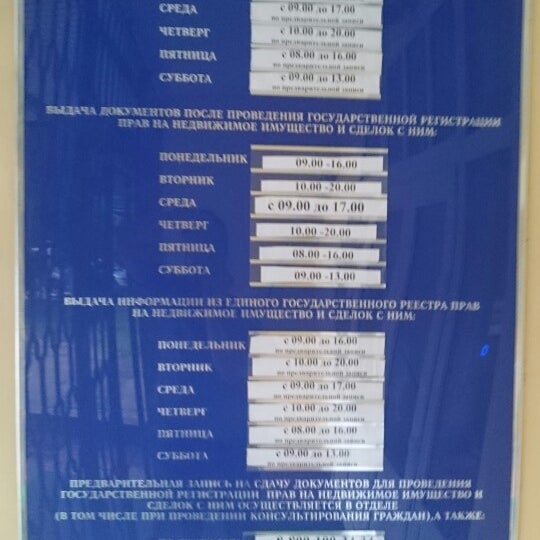 СРЕДА с 09.00 до 17.00
по предварительной записи
ЧЕТВЕРГ с 10.00 до 20.00
по предварительной записи
ПЯТНИЦА с 08.00 до 16.00
по предварительной записи
СУББОТА с 09.00 до 13.00
по предварительной записи
ВЫДАЧА ДОКУМЕНТОВ ПОСЛЕ ПРОВЕДЕНИЯ ГОСУДАРСТВЕННОЙ РЕГИСТРАЦИИ
ПРАВ НА НЕДВИЖИМОЕ ИМУЩЕСТВО И СДЕЛОК С НИМ:
ПОНЕДЕЛЬНИК 09.00 -16.00
ВТОРНИК 10.00 -20.00
СРЕДА с 09.00 до 17.00
ЧЕТВЕРГ 10.00 -20.00
ПЯТНИЦА 08.00 -16.00
СУББОТА 09.00 -13.00
ВЫДАЧА ИНФОРМАЦИИ ИЗ ЕДИНОГО ГОСУДАРСТВЕННОГО РЕЕСТРА ПРАВ
НА НЕДВИЖИМОЕ ИМУЩЕСТВО И СДЕЛОК С НИМ:
ПОНЕДЕЛЬНИК с 09.00 до 16.00
по предварительной записи
ВТОРНИК с 10.00 до 20.00
по предварительной записи
СРЕДА с 09.00 до 17.00
по предварительной записи
ЧЕТВЕРГ с 10.00 до 20.00
по предварительной записи
ПЯТНИЦА с 08.00 до 16.00
по предварительной записи
СУББОТА с 09.00 до 13.00
по предварительной записи
ПРЕДВАРИТЕЛЬНАЯ ЗАПИСЬ НА СДАЧУ ДОКУМЕНТОВ ДЛЯ ПРОВЕДЕНИЯ
ГОСУДАРСТВЕННОЙ РЕГИСТРАЦИИ ПРАВ НА НЕДВИЖИМОЕ ИМУЩЕСТВО И
СДЕЛОК С НИМ ОСУЩЕСТВЛЯЕТСЯ В ОТДЕЛЕ
(В ТОМ ЧИСЛЕ ПРИ ПРОВЕДЕНИИ КОНСУЛЬТИРОВАНИЯ ГРАЖДАН),А ТАКЖЕ: